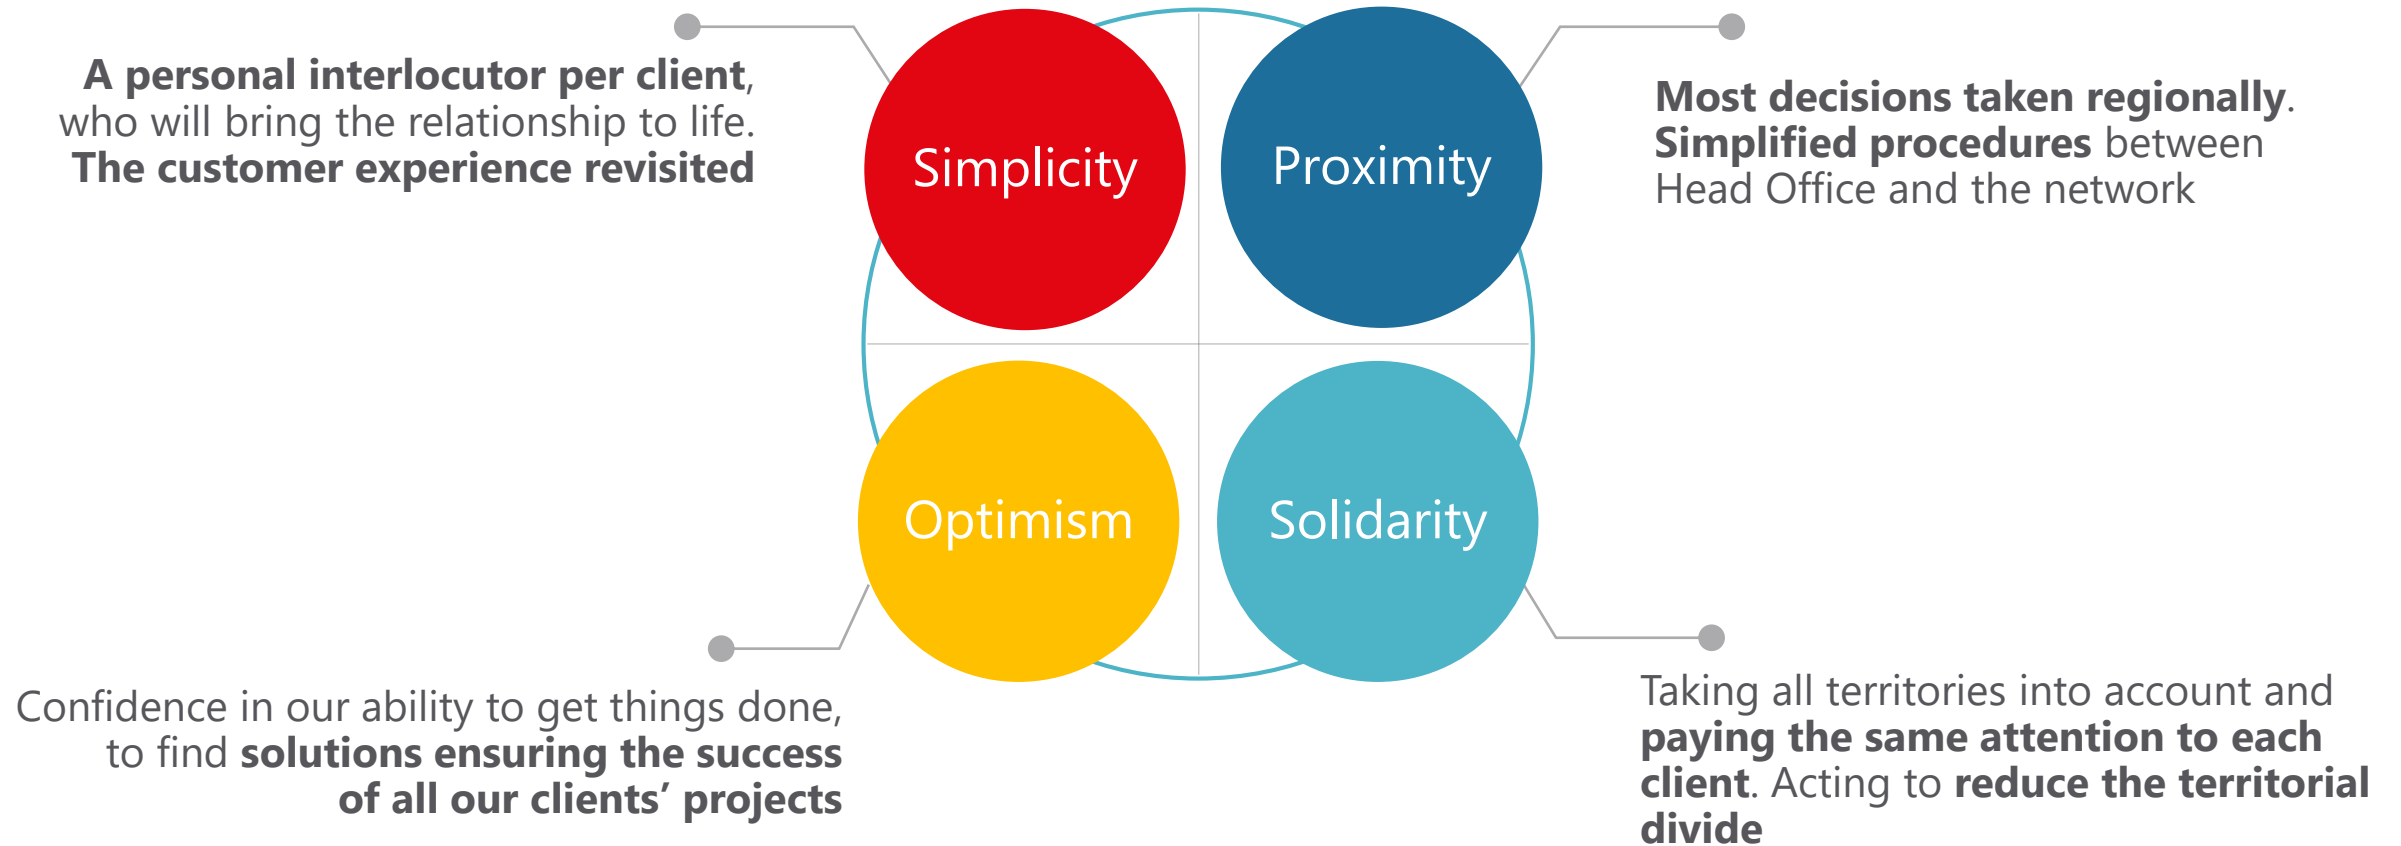 A personal interlocutor per client,
who will bring the relationship to life.
The customer experience revisited
Simplicity
Proximity
Most decisions taken regionally.
Simplified procedures between
Head Office and the network
Optimism
Solidarity
Confidence in our ability to get things done,
to find solutions ensuring the success
of all our clients’ projects
Taking all territories into account and
paying the same attention to each
client. Acting to reduce the territorial
divide